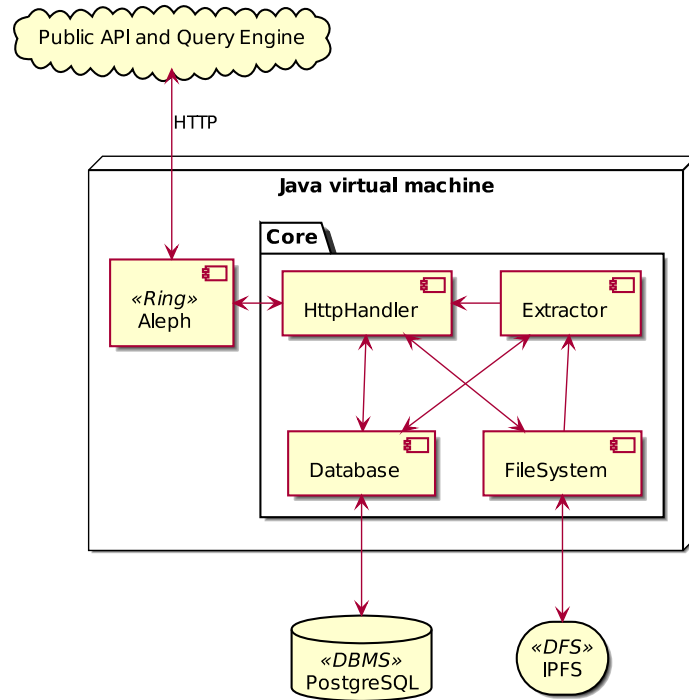 Public API and Query Engine
HTTP
Java virtual machine
Core
«Ring»
Aleph
HttpHandler
Extractor
Database
FileSystem
«DBMS»
PostgreSQL
«DFS»
IPFS